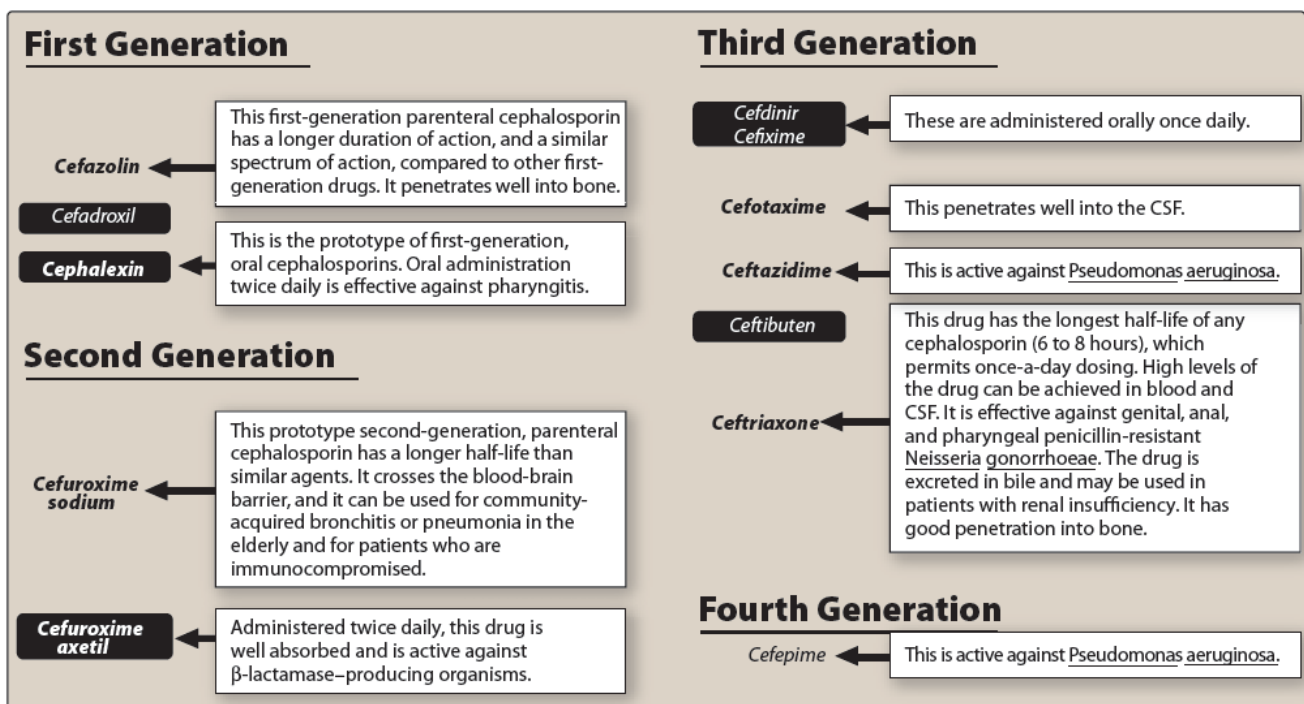 First Generation
Cefazolin
This first-generation parenteral cephalosporin
has a longer duration of action, and a similar
spectrum of action, compared to other first-
generation drugs. It penetrates well into bone.
Cefadroxil
Cephalexin
This is the prototype of first-generation,
oral cephalosporins. Oral administration
twice daily is effective against pharyngitis.
Second Generation
Cefuroxime
sodium
This prototype second-generation, parenteral
cephalosporin has a longer half-life than
similar agents. It crosses the blood-brain
barrier, and it can be used for community-
acquired bronchitis or pneumonia in the
elderly and for patients who are
immunocompromised.
Cefuroxime
axetil
Administered twice daily, this drug is
well absorbed and is active against
β-lactamase–producing organisms.
Third Generation
Cefdinir
Cefixime
These are administered orally once daily.
Cefotaxime
This penetrates well into the CSF.
Ceftazidime
This is active against Pseudomonas aeruginosa.
Ceftibuten
Ceftriaxone
This drug has the longest half-life of any
cephalosporin (6 to 8 hours), which
permits once-a-day dosing. High levels of
the drug can be achieved in blood and
CSF. It is effective against genital, anal,
and pharyngeal penicillin-resistant
Neisseria gonorrhoeae. The drug is
excreted in bile and may be used in
patients with renal insufficiency. It has
good penetration into bone.
Fourth Generation
Cefepime
This is active against Pseudomonas aeruginosa.